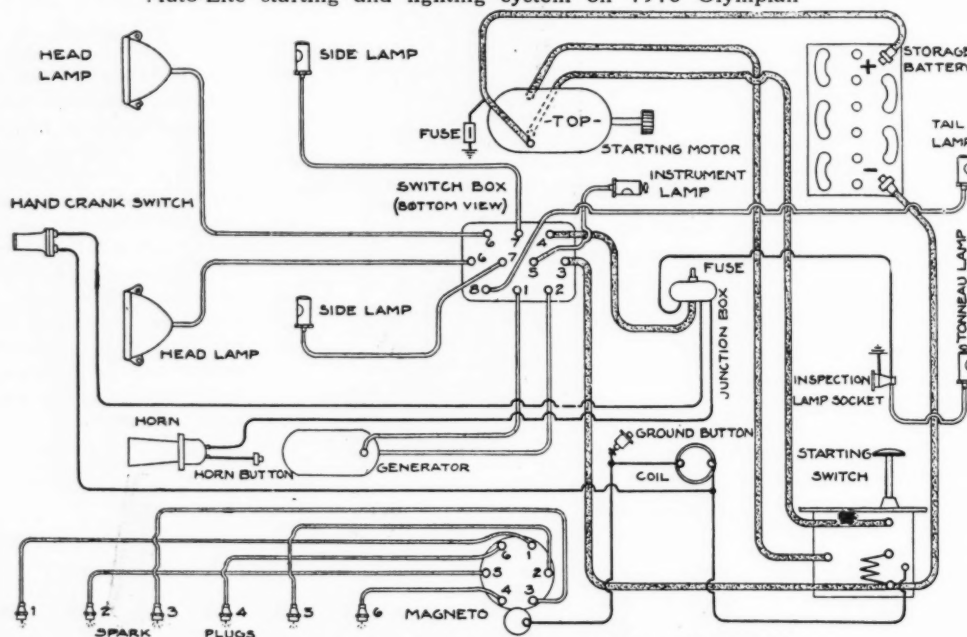 Auto-Lite starting and lighting system on 1916 Olympian
HEAD
LAMP
SIDE LAMP
+
STORAGE
BATTERY
FUSE
-TOP-
STARTING MOTOR
TAIL
LAMP
-
SWITCH BOX
(BOTTOM VIEW)
INSTRUMENT
LAMP
HAND CRANK SWITCH
6 7 4
6 7 5 3
8 1 2
FUSE
JUNCTION BOX
TONNEAU LAMP
SIDE LAMP
HEAD LAMP
INSPECTION
LAMP SOCKET
HORN
HORN BUTTON
GENERATOR
GROUND BUTTON
COIL
STARTING
SWITCH
6 1
5 2
4 3
MAGNETO
1 2 3 4 5 6
SPARK PLUGS